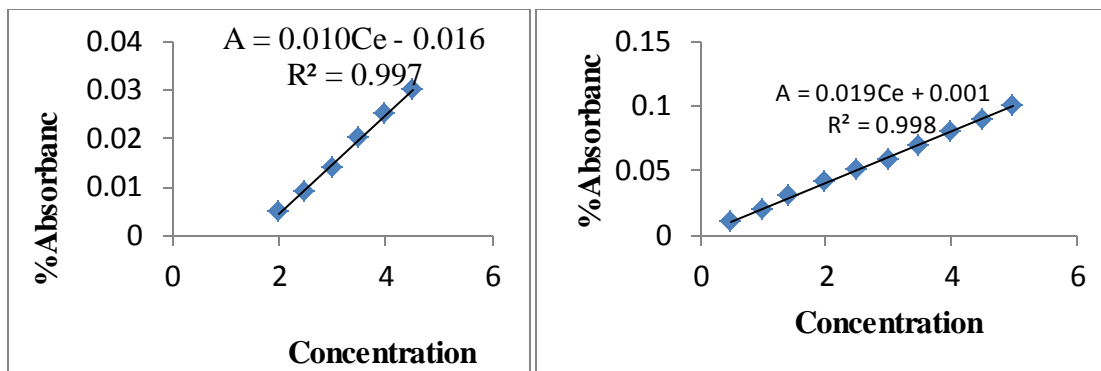 A = 0.010Ce - 0.016
R² = 0.997
0.04
0.03
0.02
0.01
0
0 2 4 6
%Absorbanc
Concentration
A = 0.019Ce + 0.001
R² = 0.998
0.15
0.1
0.05
0
0 2 4 6
%Absorbanc
Concentration